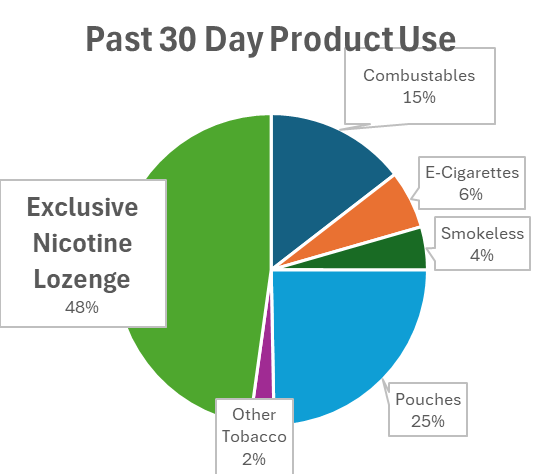 Past 30 Day Product Use
Combustables
15%
E-Cigarettes
6%
Smokeless
4%
Exclusive
Nicotine
Lozenge
48%
Pouches
25%
Other
Tobacco
2%